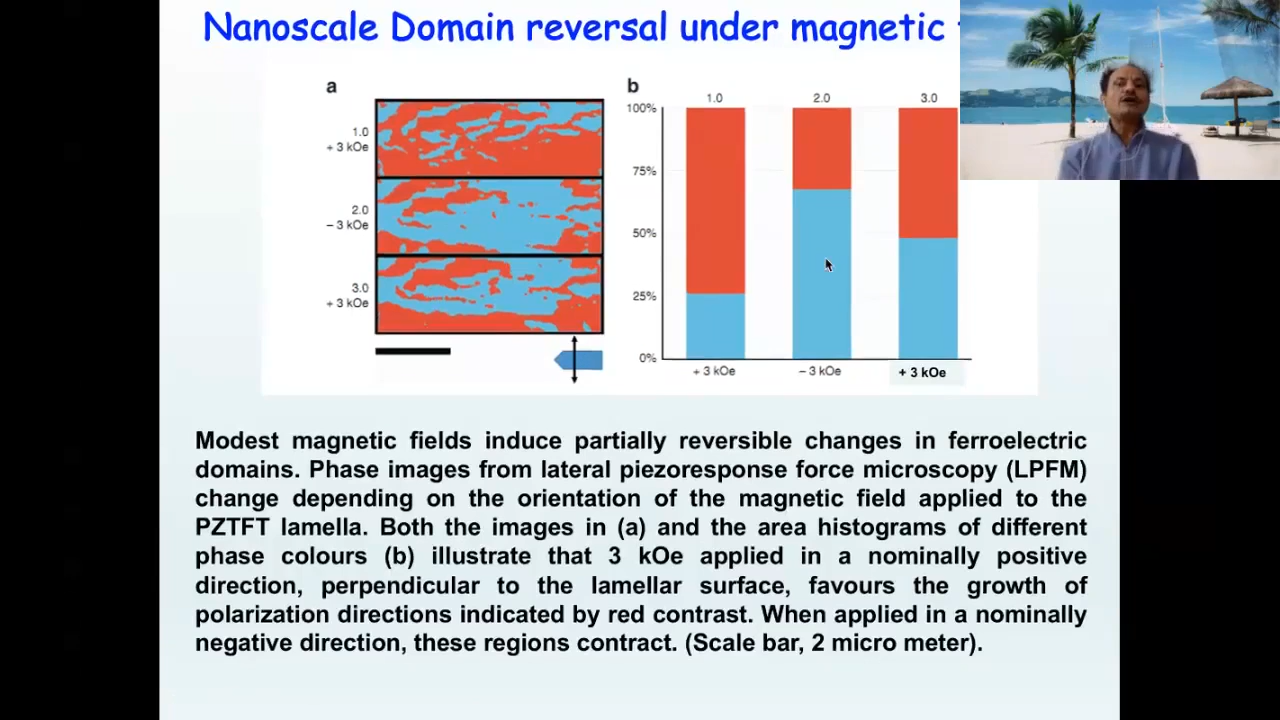 Nanoscale Domain reversal under magnetic
a
1.0
+ 3 kOe
2.0
– 3 kOe
3.0
+ 3 kOe
b
1.0 2.0 3.0
100%
75%
50%
25%
0%
+ 3 kOe – 3 kOe + 3 kOe
Modest magnetic fields induce partially reversible changes in ferroelectric
domains. Phase images from lateral piezoresponse force microscopy (LPFM)
change depending on the orientation of the magnetic field applied to the
PZTFT lamella. Both the images in (a) and the area histograms of different
phase colours (b) illustrate that 3 kOe applied in a nominally positive
direction, perpendicular to the lamellar surface, favours the growth of
polarization directions indicated by red contrast. When applied in a nominally
negative direction, these regions contract. (Scale bar, 2 micro meter).